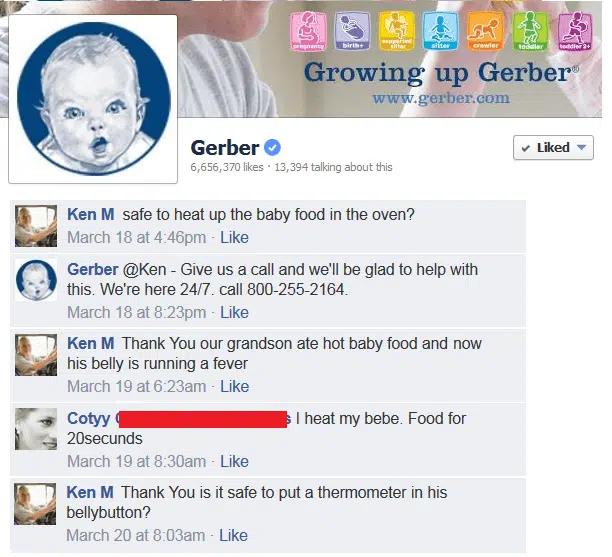 pregnancy birth+ supported sitter sitter crawler toddler toddler 2+
Growing up Gerber®
www.gerber.com
Gerber
6,656,370 likes · 13,394 talking about this
Liked
Ken M safe to heat up the baby food in the oven?
March 18 at 4:46pm · Like
Gerber @Ken - Give us a call and we'll be glad to help with
this. We're here 24/7. call 800-255-2164.
March 18 at 8:23pm · Like
Ken M Thank You our grandson ate hot baby food and now
his belly is running a fever
March 19 at 6:23am · Like
Cotyy I heat my bebe. Food for
20secunds
March 19 at 8:30am · Like
Ken M Thank You is it safe to put a thermometer in his
bellybutton?
March 20 at 8:03am · Like